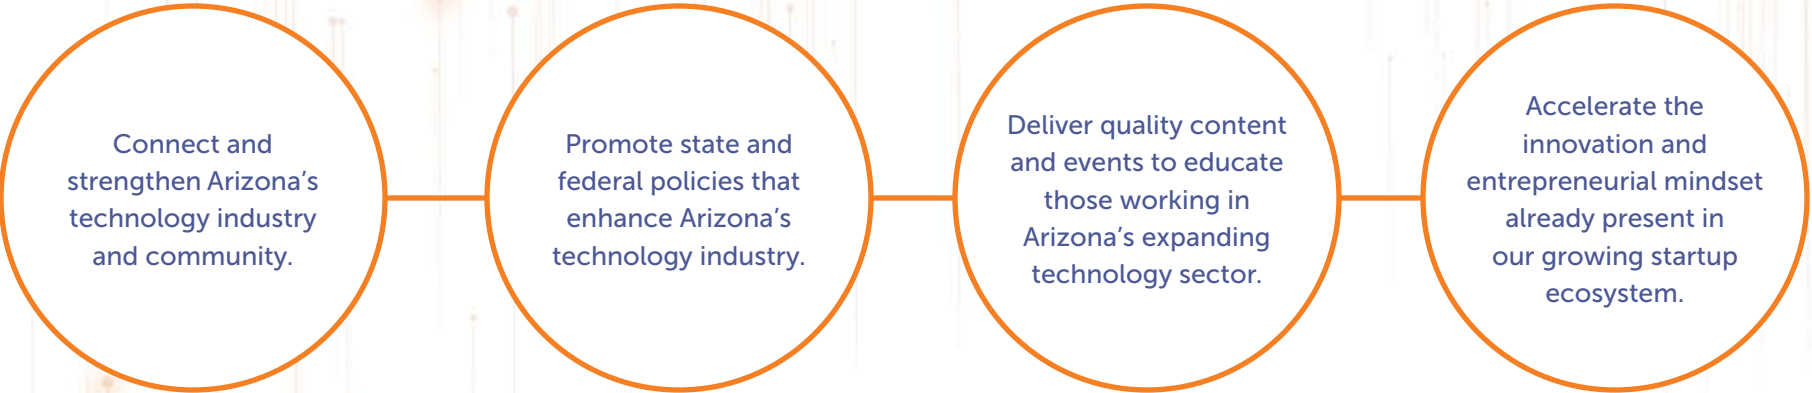 Connect and
strengthen Arizona’s
technology industry
and community.
Promote state and
federal policies that
enhance Arizona’s
technology industry.
Deliver quality content
and events to educate
those working in
Arizona’s expanding
technology sector.
Accelerate the
innovation and
entrepreneurial mindset
already present in
our growing startup
ecosystem.